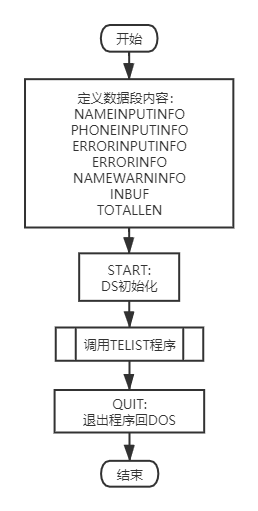 开始
定义数据段内容:
NAMEINPUTINFO
PHONEINPUTINFO
ERRORINPUTINFO
ERRORINFO
NAMEWARNINFO
INBUF
TOTALLEN
START:
DS初始化
调用TELIST程序
QUIT:
退出程序回DOS
结束